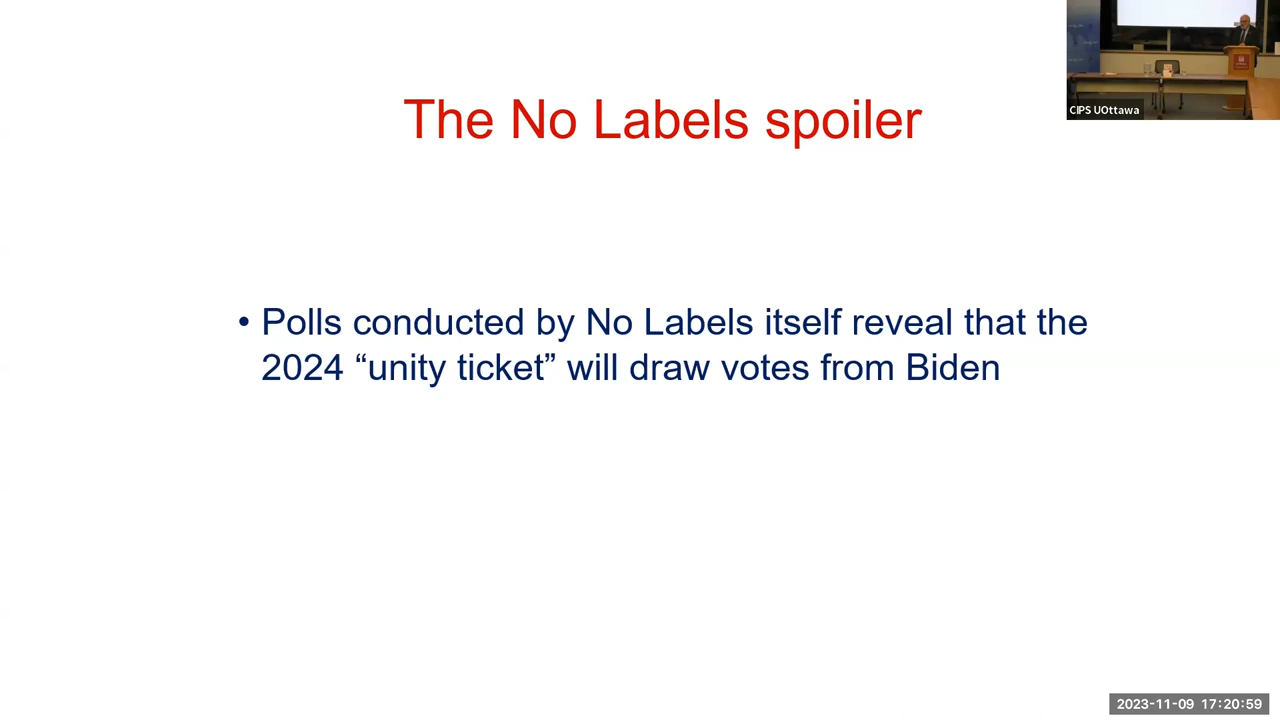 The No Labels spoiler
CIPS UOttawa
• Polls conducted by No Labels itself reveal that the
2024 “unity ticket” will draw votes from Biden
2023-11-09 17:20:59